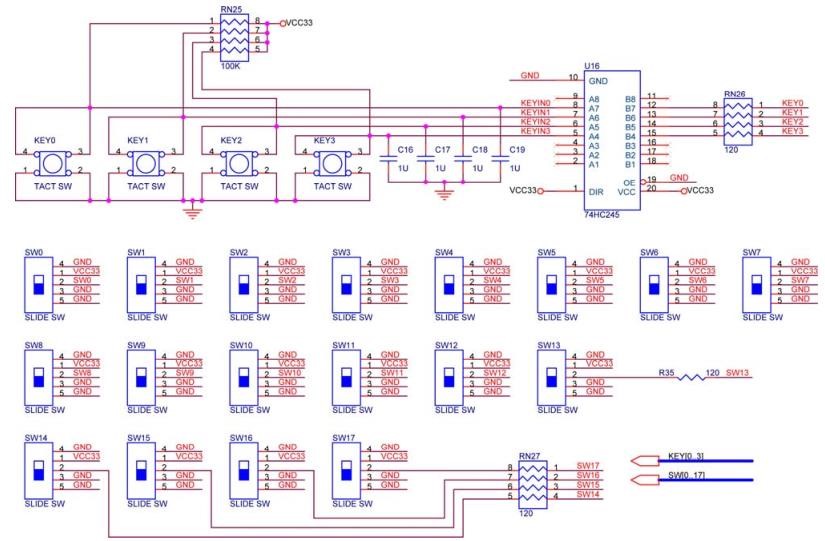 RN25
1 8 VCC33
2 7
3 6
4 5
100K
U16
GND 10 GND
9 A8 B8 11
KEYIN0 8 A7 B7 12 8 RN26 1 KEY0
KEYIN1 7 A6 B6 13 7 2 KEY1
KEYIN2 6 A5 B5 14 6 3 KEY2
KEYIN3 5 A4 B4 15 5 4 KEY3
4 A3 B3 16 120
3 A2 B2 17
2 A1 B1 18
OE 19 GND
VCC33 1 DIR VCC 20 VCC33
74HC245
KEY0 KEY1 KEY2 KEY3
4 3 4 3 4 3 4 3
1 2 1 2 1 2 1 2
TACT SW TACT SW TACT SW TACT SW
C16 C17 C18 C19
1U 1U 1U 1U
SW0 SW1 SW2 SW3 SW4 SW5 SW6 SW7
4 GND 4 GND 4 GND 4 GND 4 GND 4 GND 4 GND 4 GND
1 VCC33 1 VCC33 1 VCC33 1 VCC33 1 VCC33 1 VCC33 1 VCC33 1 VCC33
2 SW0 2 SW1 2 SW2 2 SW3 2 SW4 2 SW5 2 SW6 2 SW7
3 GND 3 GND 3 GND 3 GND 3 GND 3 GND 3 GND 3 GND
5 GND 5 GND 5 GND 5 GND 5 GND 5 GND 5 GND 5 GND
SLIDE SW SLIDE SW SLIDE SW SLIDE SW SLIDE SW SLIDE SW SLIDE SW SLIDE SW
SW8 SW9 SW10 SW11 SW12 SW13
4 GND 4 GND 4 GND 4 GND 4 GND 4 GND
1 VCC33 1 VCC33 1 VCC33 1 VCC33 1 VCC33 1 VCC33
2 SW8 2 SW9 2 SW10 2 SW11 2 SW12 2 R35 120 SW13
3 GND 3 GND 3 GND 3 GND 3 GND 3 GND
5 GND 5 GND 5 GND 5 GND 5 GND 5 GND
SLIDE SW SLIDE SW SLIDE SW SLIDE SW SLIDE SW SLIDE SW
SW14 SW15 SW16 SW17
4 GND 4 GND 4 GND 4 GND
1 VCC33 1 VCC33 1 VCC33 1 VCC33
2 2 2 2
3 GND 3 GND 3 GND 3 GND
5 GND 5 GND 5 GND 5 GND
SLIDE SW SLIDE SW SLIDE SW SLIDE SW
RN27
8 1 SW17
7 2 SW16
6 3 SW15
5 4 SW14
120
KEY[0..3]
SW[0..17]